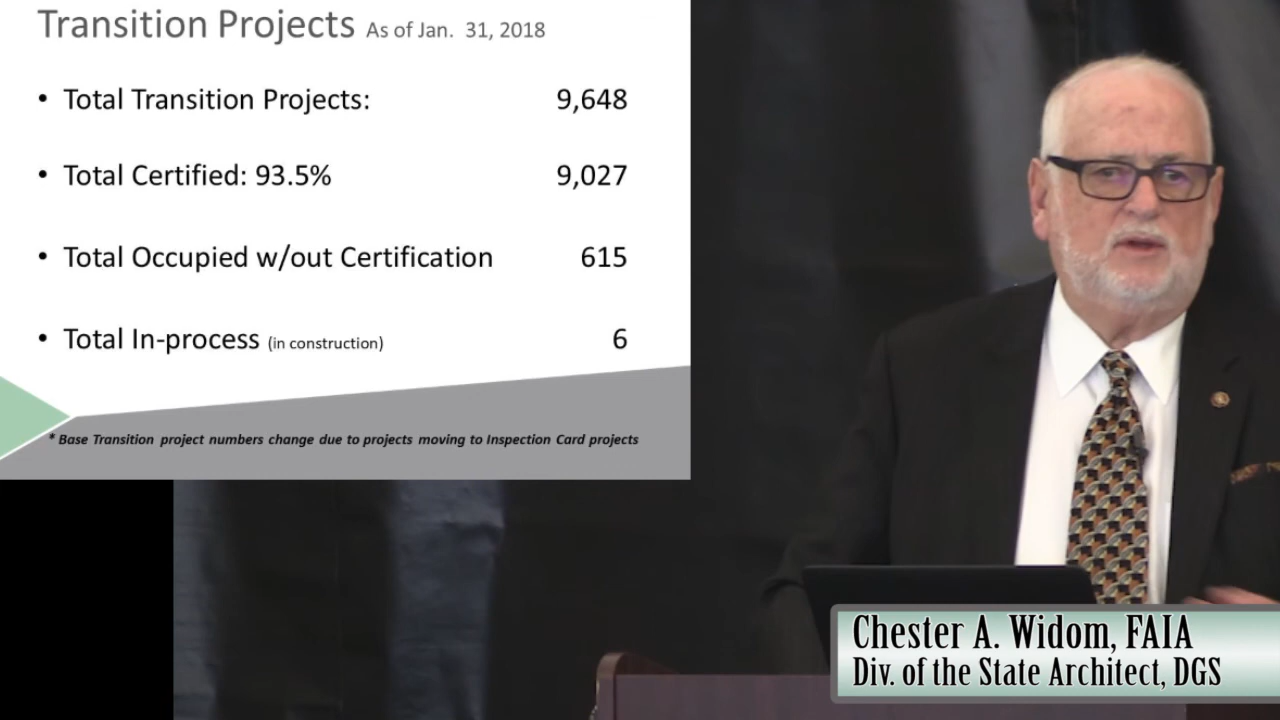 Transition Projects As of Jan. 31, 2018
• Total Transition Projects: 9,648
• Total Certified: 93.5% 9,027
• Total Occupied w/out Certification 615
• Total In-process (in construction) 6
* Base Transition project numbers change due to projects moving to Inspection Card projects
Chester A. Widom, FAIA
Div. of the State Architect, DGS